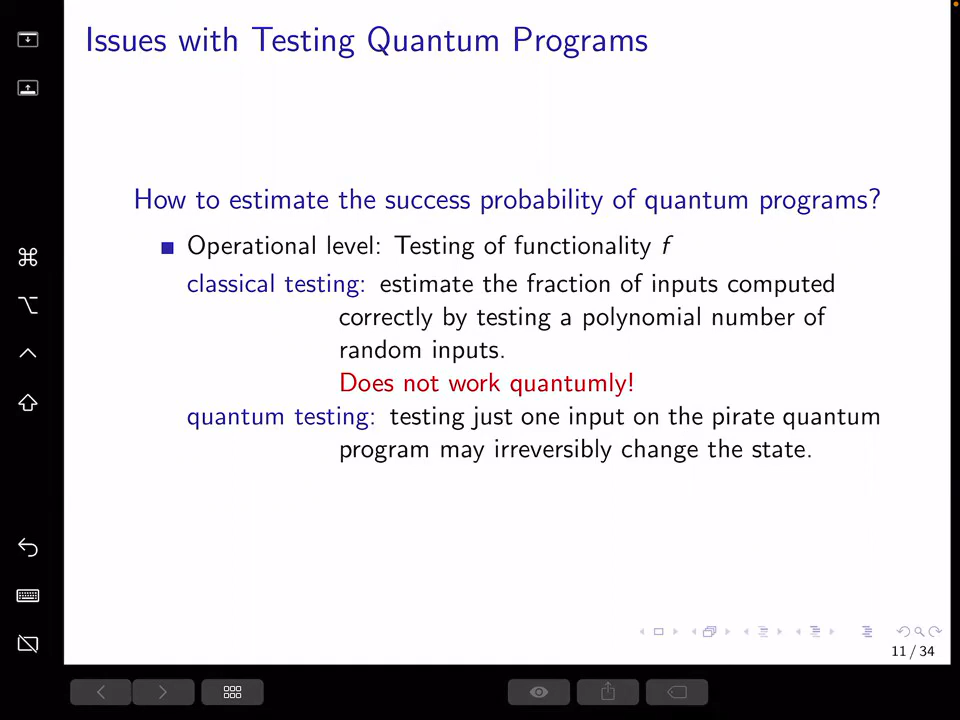 Issues with Testing Quantum Programs
How to estimate the success probability of quantum programs?
Operational level: Testing of functionality f
classical testing: estimate the fraction of inputs computed
correctly by testing a polynomial number of
random inputs.
Does not work quantumly!
quantum testing: testing just one input on the pirate quantum
program may irreversibly change the state.
11 / 34